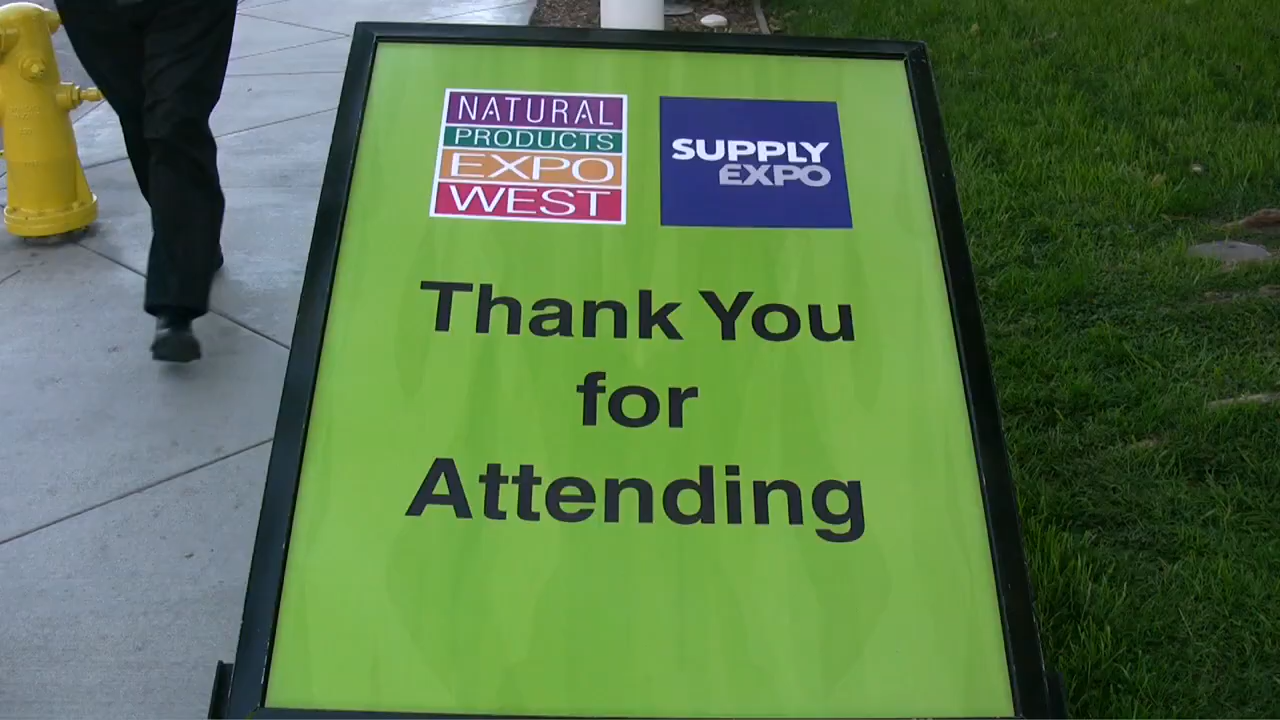 NATURAL
PRODUCTS
EXPO
WEST
SUPPLY
EXPO
Thank You
for
Attending